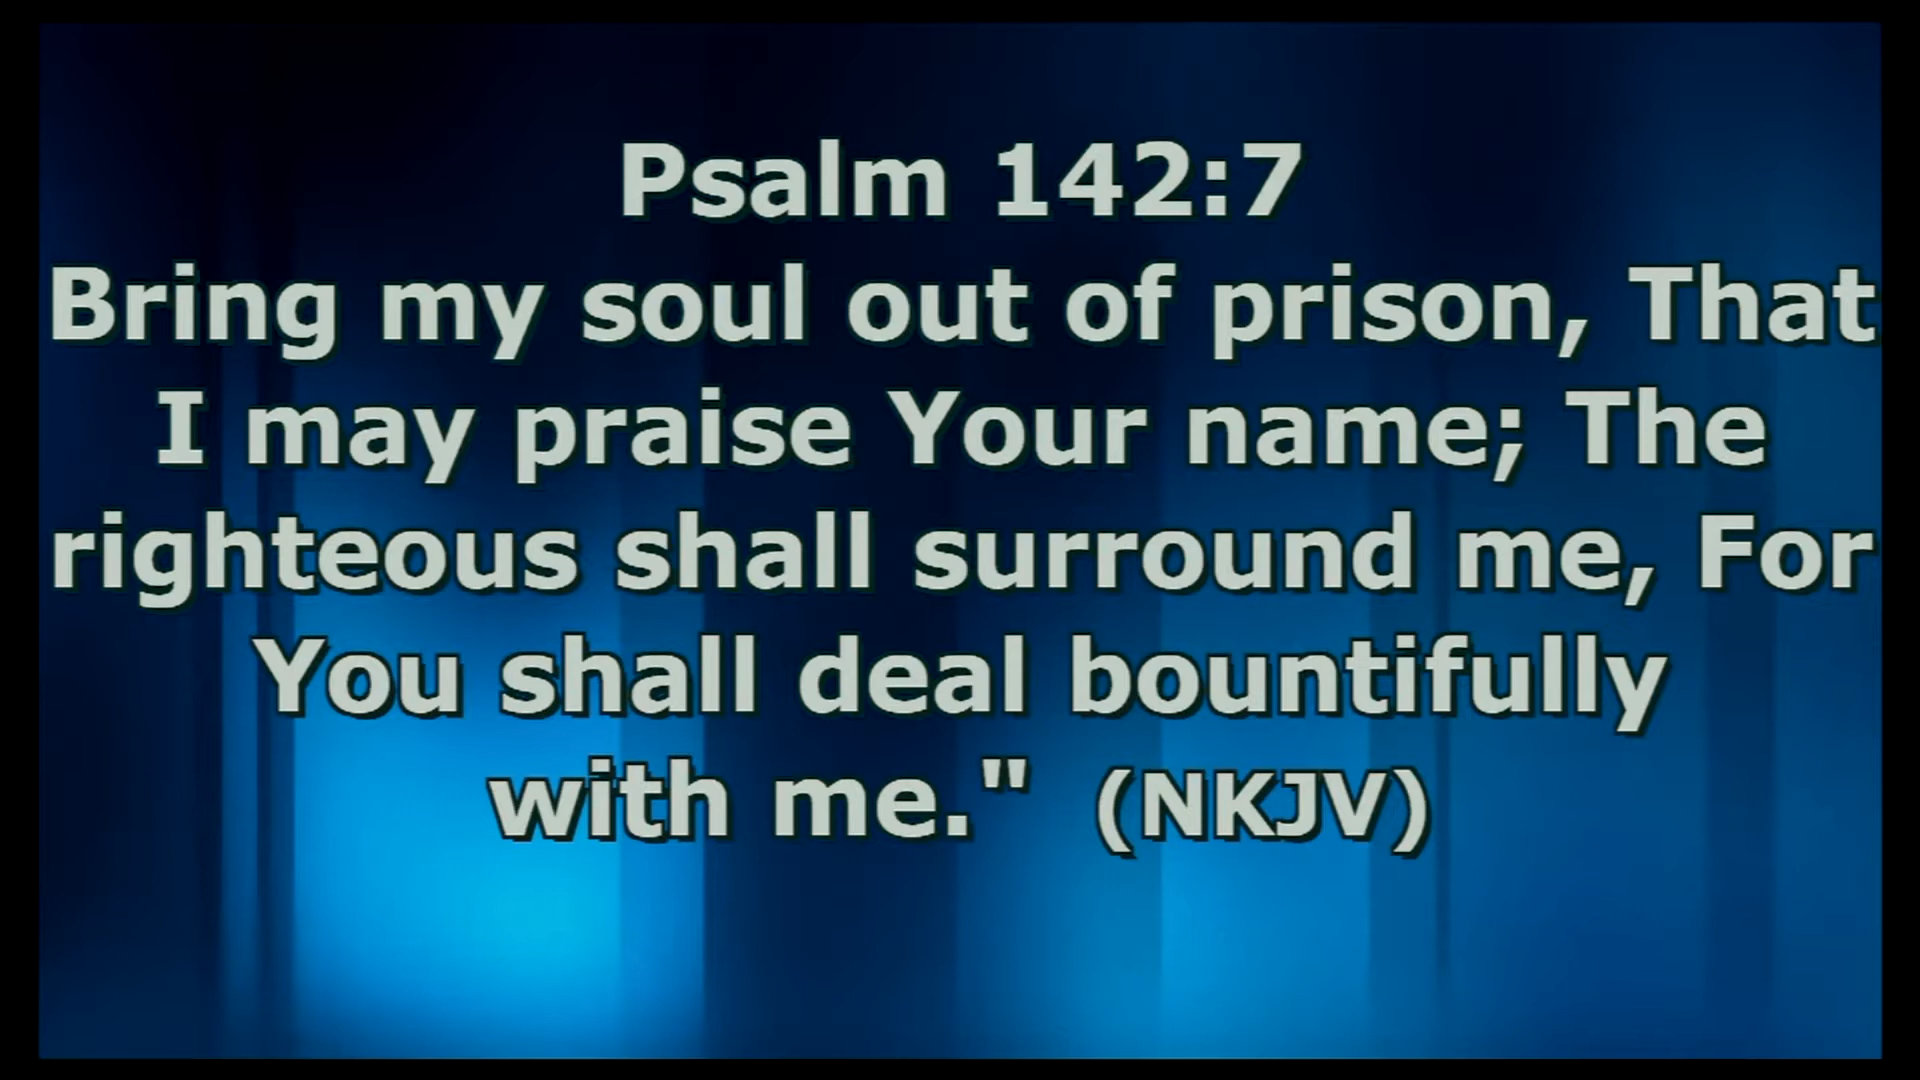 Psalm 142:7
Bring my soul out of prison, That
I may praise Your name; The
righteous shall surround me, For
You shall deal bountifully
with me." (NKJV)